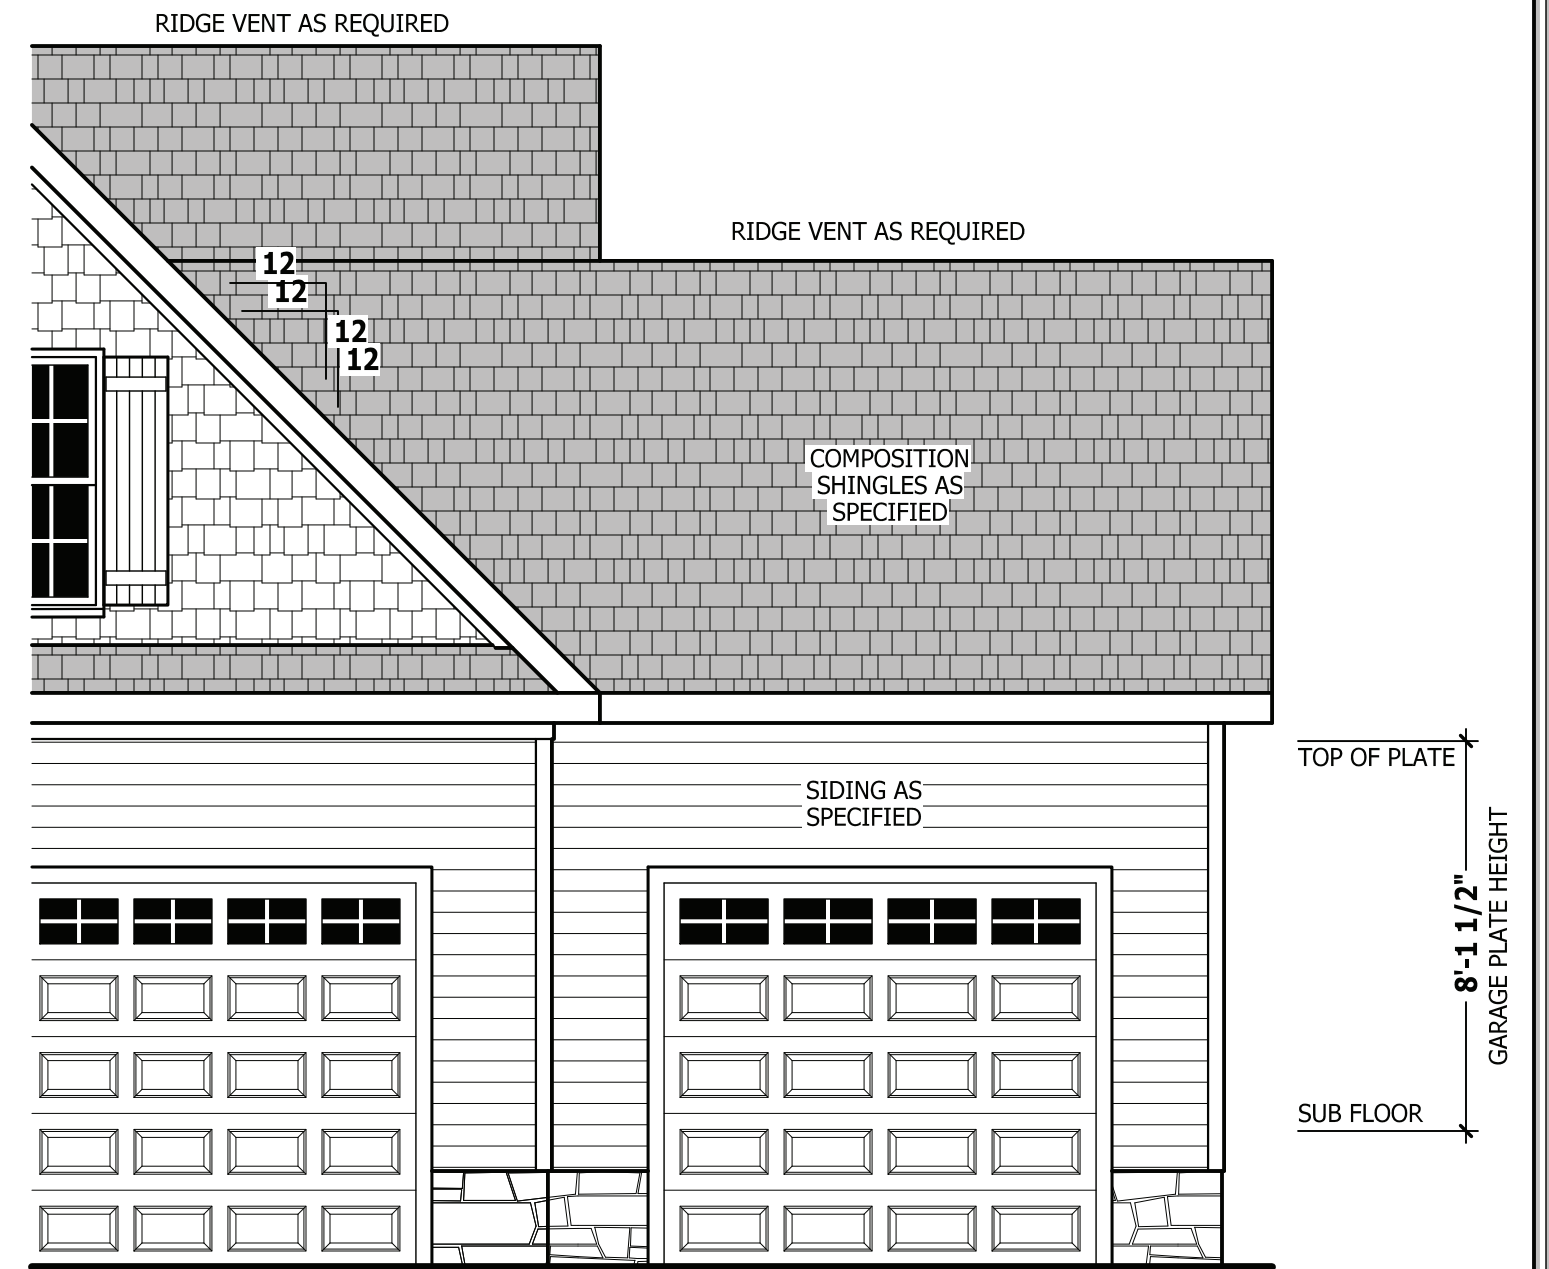 RIDGE VENT AS REQUIRED
RIDGE VENT AS REQUIRED
12
12
12
12
COMPOSITION
SHINGLES AS
SPECIFIED
TOP OF PLATE
SIDING AS
SPECIFIED
8'-1 1/2"
GARAGE PLATE HEIGHT
SUB FLOOR